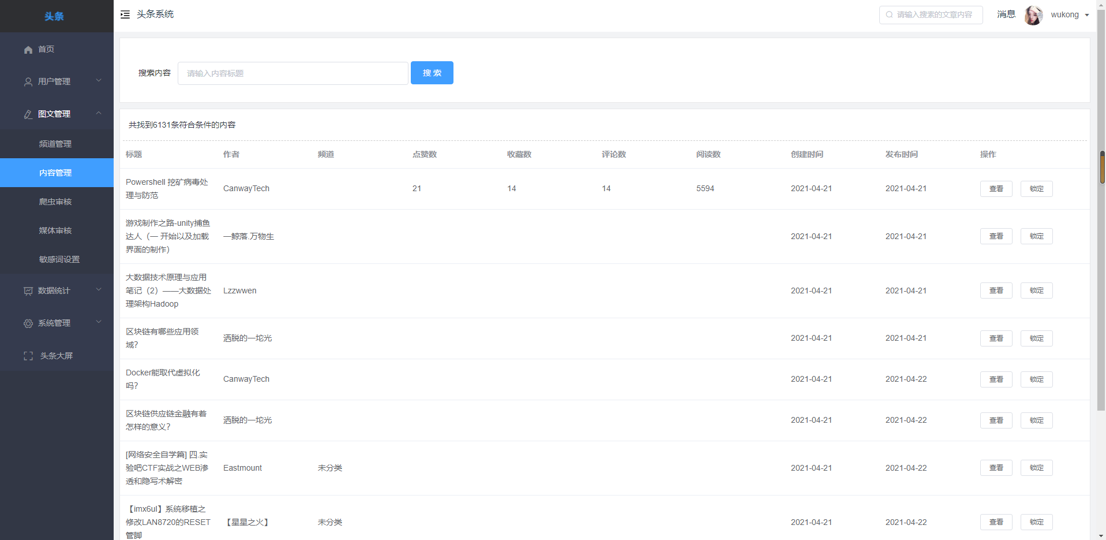 头条
头条系统
请输入搜索的文章内容
消息
wukong
首页
用户管理
图文管理
频道管理
内容管理
爬虫审核
媒体审核
敏感词设置
数据统计
系统管理
头条大屏
搜索内容
请输入内容标题
搜 索
共找到6131条符合条件的内容
标题 作者 频道 点赞数 收藏数 评论数 阅读数 创建时间 发布时间 操作
Powershell 挖矿病毒处
理与防范
CanwayTech 21 14 14 5594 2021-04-21 2021-04-21 查看 锁定
游戏制作之路-unity捕鱼
达人（一 开始以及加载
界面的制作）
一鲸落.万物生 2021-04-21 2021-04-21 查看 锁定
大数据技术原理与应用
笔记（2）——大数据处
理架构Hadoop
Lzzwwen 2021-04-21 2021-04-21 查看 锁定
区块链有哪些应用领
域？
洒脱的一坨光 2021-04-21 2021-04-21 查看 锁定
Docker能取代虚拟化
吗？
CanwayTech 2021-04-21 2021-04-22 查看 锁定
区块链供应链金融有着
怎样的意义？
洒脱的一坨光 2021-04-21 2021-04-22 查看 锁定
[网络安全自学篇] 四.实
验吧CTF实战之WEB渗
透和隐写术解密
Eastmount 未分类 2021-04-21 2021-04-22 查看 锁定
【imx6ul】系统移植之
修改LAN8720的RESET
管脚
【星星之火】 未分类 2021-04-21 2021-04-22 查看 锁定